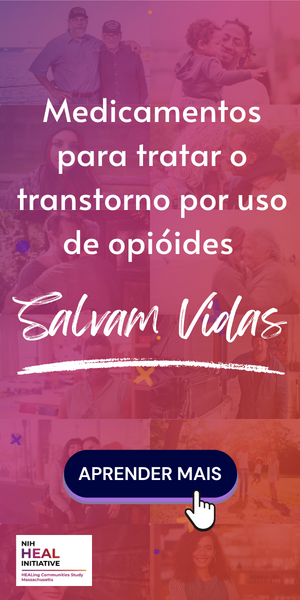 Medicamentos
para tratar o
transtorno por uso
de opióides
Salvam Vidas
APRENDER MAIS
NIH
HEAL
INITIATIVE
HEALing Communities Study
Massachusetts